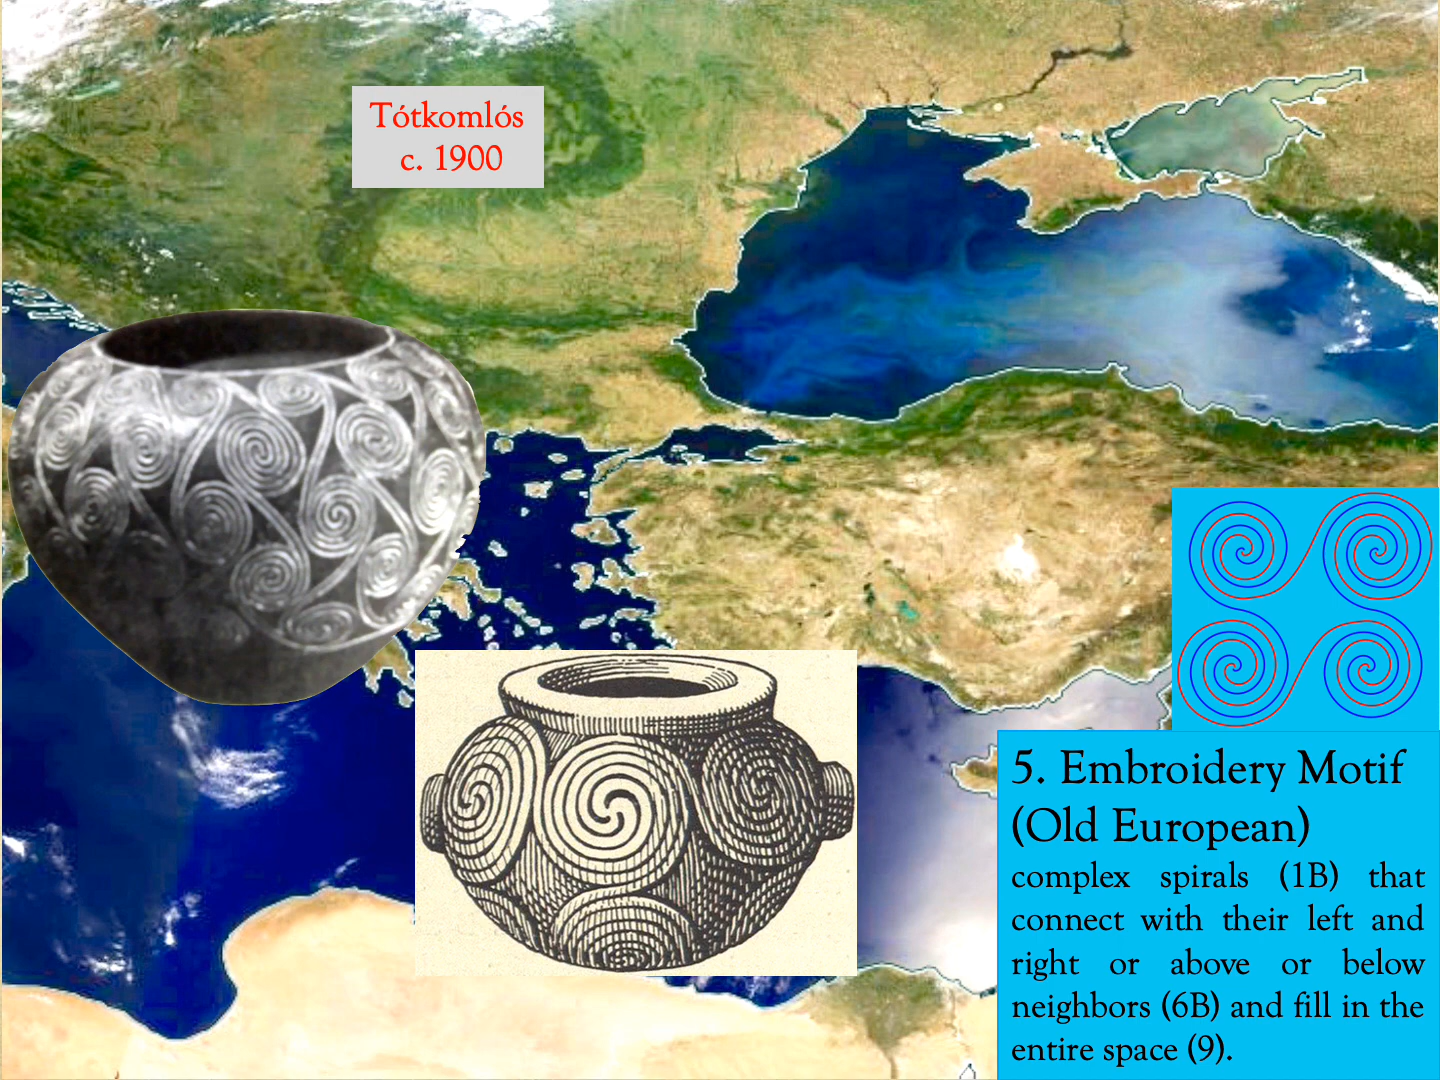 Tótkomlós
c. 1900
5. Embroidery Motif
(Old European)
complex spirals (1B) that
connect with their left and
right or above or below
neighbors (6B) and fill in the
entire space (9).